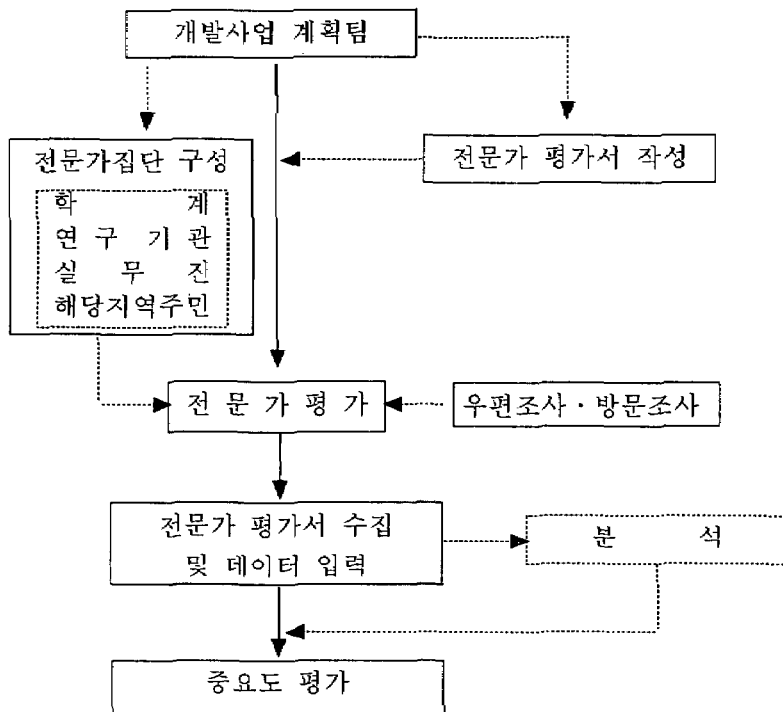 개발사업 계획팀
전문가집단 구성
학 계
연 구 기 관
실 무 진
해당지역주민
전문가 평가서 작성
전 문 가 평 가
우편조사 · 방문조사
전문가 평가서 수집
및 데이터 입력
분 석
중요도 평가